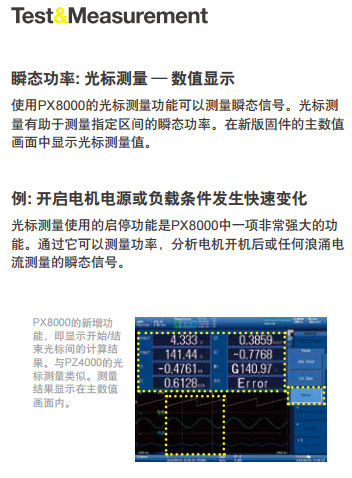 Test&Measurement
瞬态功率: 光标测量 — 数值显示
使用PX8000的光标测量功能可以测量瞬态信号。光标测
量有助于测量指定区间的瞬态功率。在新版固件的主数值
画面中显示光标测量值。
例: 开启电机电源或负载条件发生快速变化
光标测量使用的启停功能是PX8000中一项非常强大的功
能。通过它可以测量功率，分析电机开机后或任何浪涌电
流测量的瞬态信号。
PX8000的新增功
能，即显示开始/结
束光标间的计算结
果。与PZ4000的光
标测量类似。测量
结果显示在主数值
画面内。
4.333 0.3859
141.44 -0.7768
-0.4761 G140.97
0.6128 Error